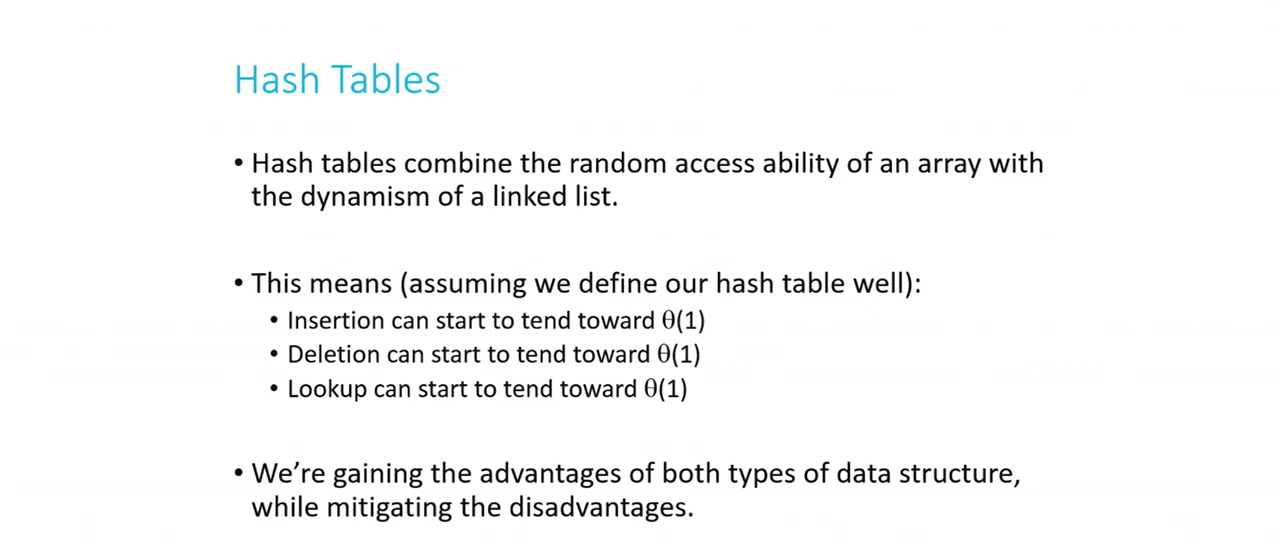 Hash Tables
• Hash tables combine the random access ability of an array with
the dynamism of a linked list.
• This means (assuming we define our hash table well):
• Insertion can start to tend toward θ(1)
• Deletion can start to tend toward θ(1)
• Lookup can start to tend toward θ(1)
• We’re gaining the advantages of both types of data structure,
while mitigating the disadvantages.